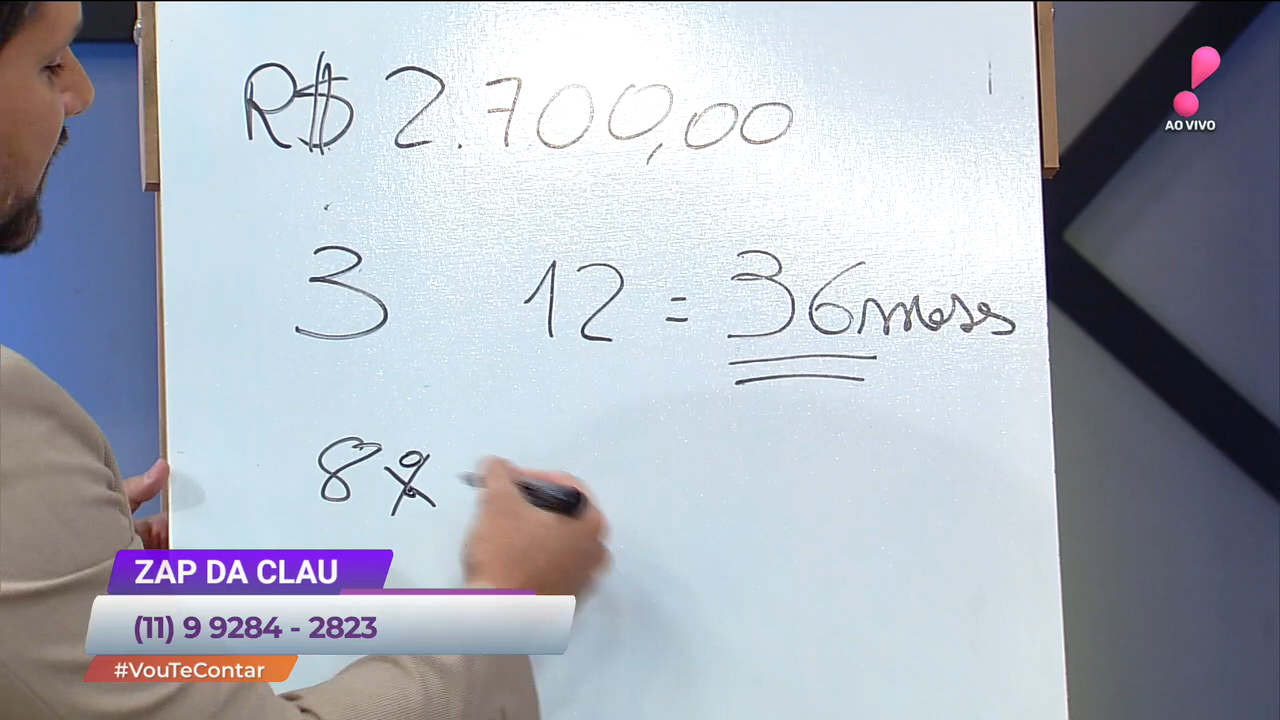 R$ 2.700,00
AO VIVO
3 12 = 36 meses
8%
ZAP DA CLAU
(11) 9 9284 - 2823
#VouTeContar